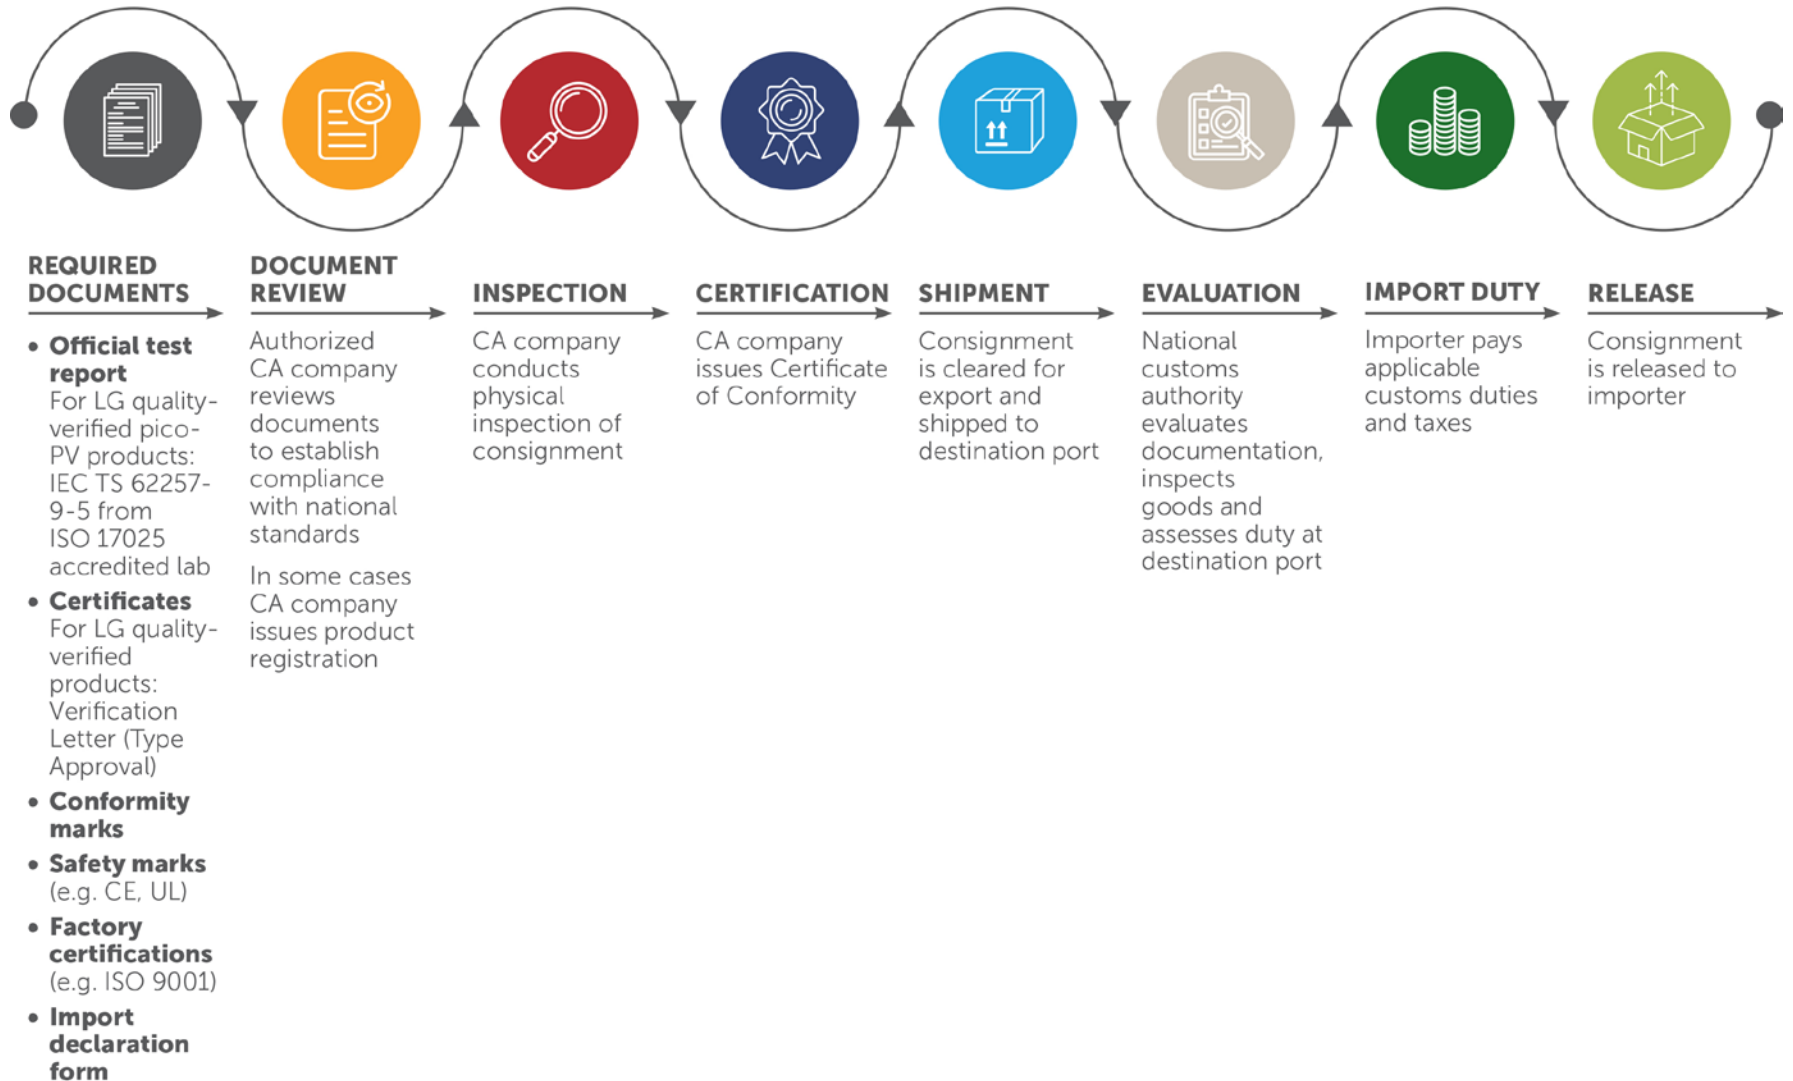 REQUIRED
DOCUMENTS
• Official test
report
For LG quality-
verified pico-
PV products:
IEC TS 62257-
9-5 from
ISO 17025
accredited lab
• Certificates
For LG quality-
verified
products:
Verification
Letter (Type
Approval)
• Conformity
marks
• Safety marks
(e.g. CE, UL)
• Factory
certifications
(e.g. ISO 9001)
• Import
declaration
form
DOCUMENT
REVIEW
Authorized
CA company
reviews
documents
to establish
compliance
with national
standards
In some cases
CA company
issues product
registration
INSPECTION
CA company
conducts
physical
inspection of
consignment
CERTIFICATION
CA company
issues Certificate
of Conformity
SHIPMENT
Consignment
is cleared for
export and
shipped to
destination port
EVALUATION
National
customs
authority
evaluates
documentation,
inspects
goods and
assesses duty at
destination port
IMPORT DUTY
Importer pays
applicable
customs duties
and taxes
RELEASE
Consignment
is released to
importer